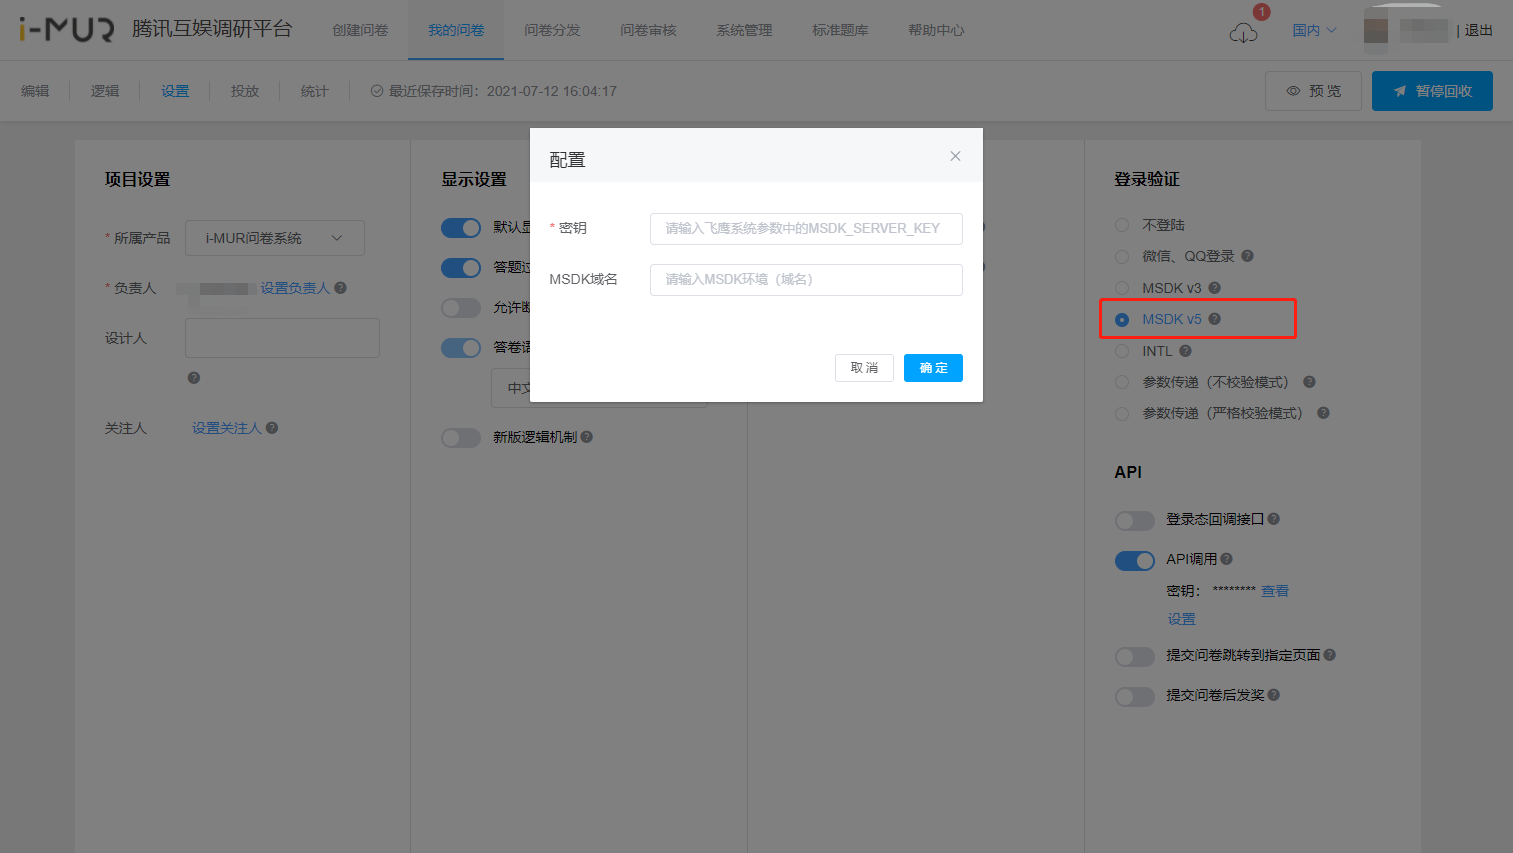 i-MUR 腾讯互娱调研平台 创建问卷 我的问卷 问卷分发 问卷审核 系统管理 标准题库 帮助中心 1 国内 | 退出
编辑 逻辑 设置 投放 统计 最近保存时间：2021-07-12 16:04:17 预 览 暂停回收
配置
* 密钥 请输入飞鹰系统参数中的MSDK_SERVER_KEY
MSDK域名 请输入MSDK环境（域名）
取 消 确 定
项目设置
* 所属产品 i-MUR问卷系统
* 负责人 设置负责人 ?
设计人
?
关注人 设置关注人 ?
显示设置
默认显
答题过
允许断
答卷语
中文
新版逻辑机制 ?
登录验证
不登陆
微信、QQ登录 ?
MSDK v3 ?
MSDK v5 ?
INTL ?
参数传递（不校验模式） ?
参数传递（严格校验模式） ?
API
登录态回调接口 ?
API调用 ?
密钥： ******** 查看
设置
提交问卷跳转到指定页面 ?
提交问卷后发奖 ?